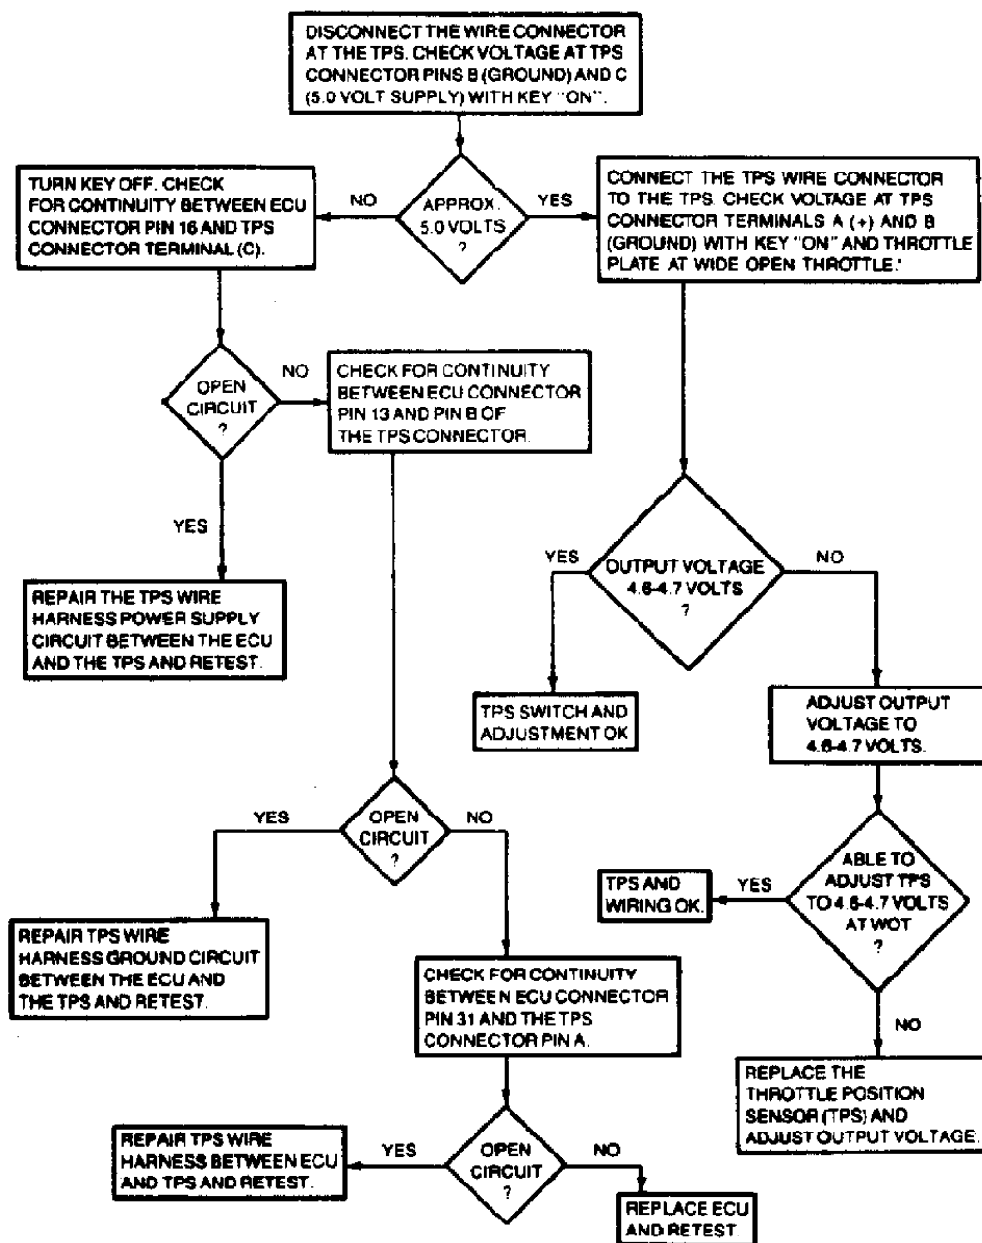 DISCONNECT THE WIRE CONNECTOR
AT THE TPS. CHECK VOLTAGE AT TPS
CONNECTOR PINS B (GROUND) AND C
(5.0 VOLT SUPPLY) WITH KEY "ON".
TURN KEY OFF. CHECK
FOR CONTINUITY BETWEEN ECU
CONNECTOR PIN 16 AND TPS
CONNECTOR TERMINAL (C).
NO
APPROX.
5.0 VOLTS
?
YES
CONNECT THE TPS WIRE CONNECTOR
TO THE TPS. CHECK VOLTAGE AT TPS
CONNECTOR TERMINALS A (+) AND B
(GROUND) WITH KEY "ON" AND THROTTLE
PLATE AT WIDE OPEN THROTTLE.'
OPEN
CIRCUIT
?
NO
CHECK FOR CONTINUITY
BETWEEN ECU CONNECTOR
PIN 13 AND PIN B OF
THE TPS CONNECTOR.
YES
REPAIR THE TPS WIRE
HARNESS POWER SUPPLY
CIRCUIT BETWEEN THE ECU
AND THE TPS AND RETEST.
YES
OUTPUT VOLTAGE
4.6-4.7 VOLTS
?
NO
TPS SWITCH AND
ADJUSTMENT OK
ADJUST OUTPUT
VOLTAGE TO
4.6-4.7 VOLTS.
YES
OPEN
CIRCUIT
?
NO
TPS AND
WIRING OK.
YES
ABLE TO
ADJUST TPS
TO 4.6-4.7 VOLTS
AT WOT
?
REPAIR TPS WIRE
HARNESS GROUND CIRCUIT
BETWEEN THE ECU AND
THE TPS AND RETEST.
CHECK FOR CONTINUITY
BETWEEN ECU CONNECTOR
PIN 31 AND THE TPS
CONNECTOR PIN A.
NO
REPLACE THE
THROTTLE POSITION
SENSOR (TPS) AND
ADJUST OUTPUT VOLTAGE.
REPAIR TPS WIRE
HARNESS BETWEEN ECU
AND TPS AND RETEST.
YES
OPEN
CIRCUIT
?
NO
REPLACE ECU
AND RETEST.